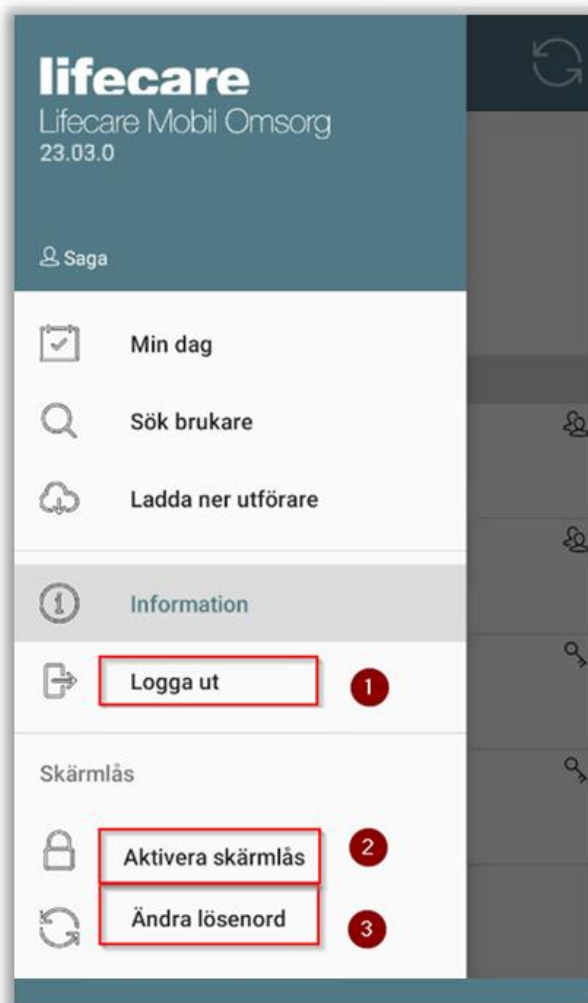 lifecare
Lifecare Mobil Omsorg
23.03.0
Saga
Min dag
Sök brukare
Ladda ner utförare
Information
Logga ut
1
Skärmlås
Aktivera skärmlås
2
Ändra lösenord
3